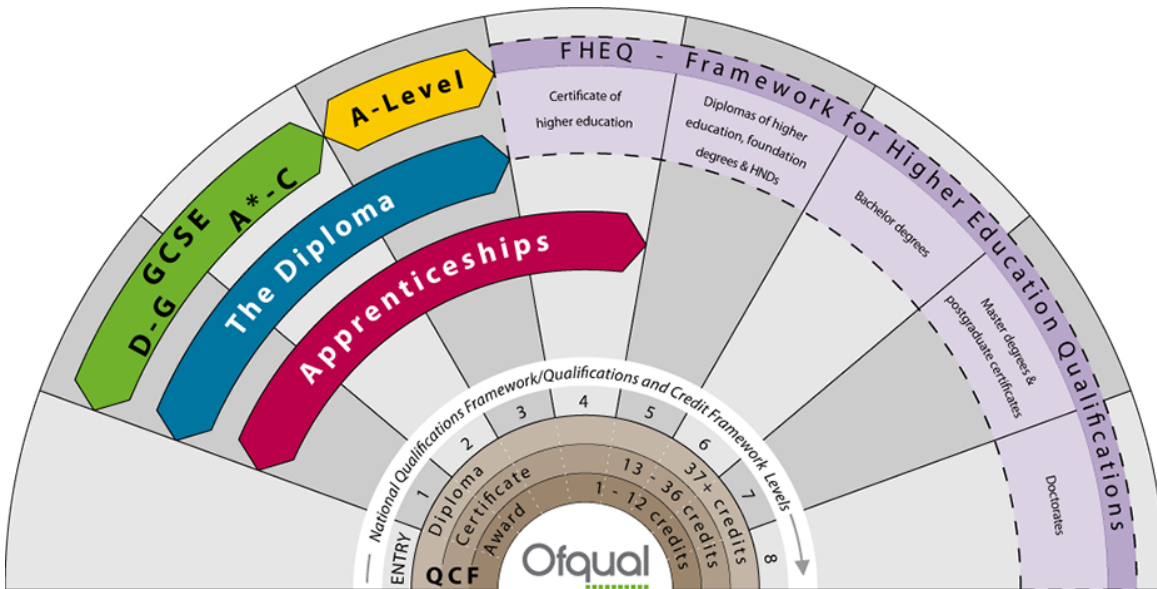 FHEQ - Framework for Higher Education Qualifications
Certificate of
higher education
Diplomas of higher
education, foundation
degrees & HNDs
Bachelor degrees
Master degrees &
postgraduate certificates
Doctorates
A-Level
GCSE
D-G A*-C
The Diploma
Apprenticeships
National Qualifications Framework/Qualifications and Credit Framework Levels
ENTRY 1 2 3 4 5 6 7 8
Diploma 37+ credits
Certificate 13 - 36 credits
Award 1 - 12 credits
QCF
Ofqual